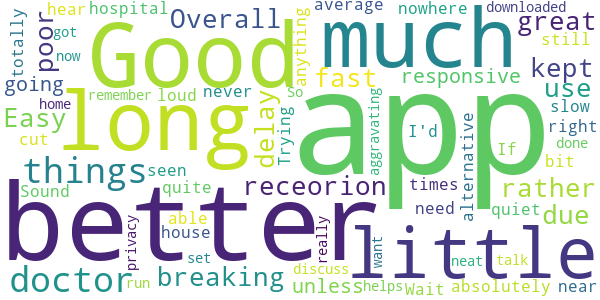 hear hospital average nowhere downloaded
totally poor got Overall anything much great
now Good fast responsive kept still
going long delay use
home remember loud never So app slow
Easy Trying aggravating I'd alternative right
cut things seen receorion times If done
better quite need bit
Sound able house rather
privacy really want quiet due
doctor breaking set little
run unless discuss helps Wait neat absolutely talk near